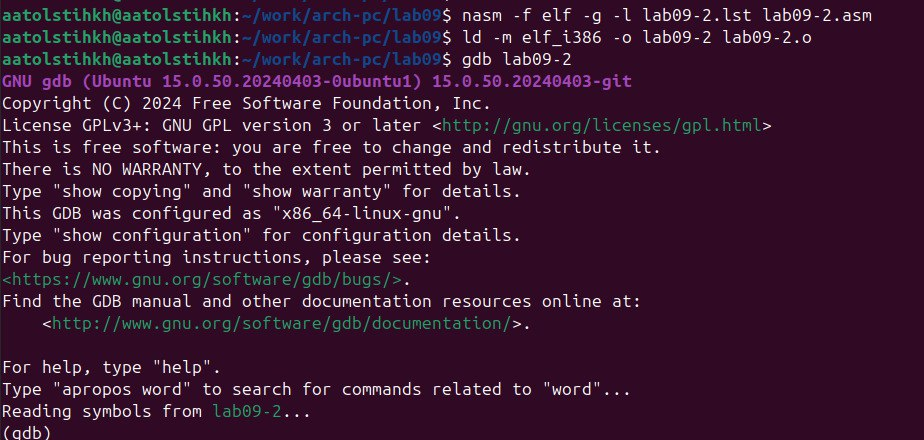 aatolstihkh@aatolstihkh:~/work/arch-pc/lab09$ nasm -f elf -g -l lab09-2.lst lab09-2.asm
aatolstihkh@aatolstihkh:~/work/arch-pc/lab09$ ld -m elf_i386 -o lab09-2 lab09-2.o
aatolstihkh@aatolstihkh:~/work/arch-pc/lab09$ gdb lab09-2
GNU gdb (Ubuntu 15.0.50.20240403-0ubuntu1) 15.0.50.20240403-git
Copyright (C) 2024 Free Software Foundation, Inc.
License GPLv3+: GNU GPL version 3 or later <http://gnu.org/licenses/gpl.html>
This is free software: you are free to change and redistribute it.
There is NO WARRANTY, to the extent permitted by law.
Type "show copying" and "show warranty" for details.
This GDB was configured as "x86_64-linux-gnu".
Type "show configuration" for configuration details.
For bug reporting instructions, please see:
<https://www.gnu.org/software/gdb/bugs/>.
Find the GDB manual and other documentation resources online at:
    <http://www.gnu.org/software/gdb/documentation/>.

For help, type "help".
Type "apropos word" to search for commands related to "word"...
Reading symbols from lab09-2...
(gdb)